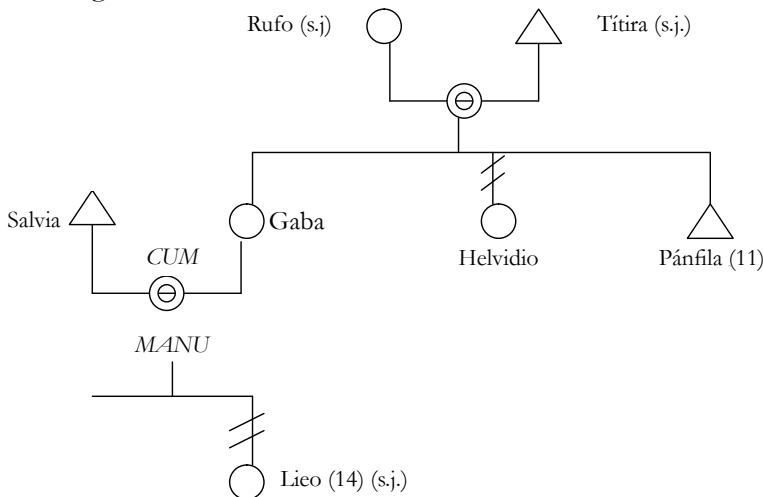 Rufo (s.j) Títira (s.j.)
Salvia Gaba
Helvidio Pánfila (11)
CUM
MANU
Lieo (14) (s.j.)